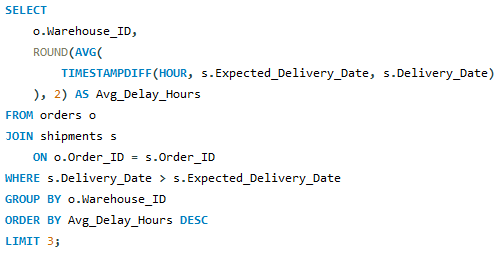 SELECT
    o.Warehouse_ID,
    ROUND(AVG(
        TIMESTAMPDIFF(HOUR, s.Expected_Delivery_Date, s.Delivery_Date)
    ), 2) AS Avg_Delay_Hours
FROM orders o
JOIN shipments s
    ON o.Order_ID = s.Order_ID
WHERE s.Delivery_Date > s.Expected_Delivery_Date
GROUP BY o.Warehouse_ID
ORDER BY Avg_Delay_Hours DESC
LIMIT 3;